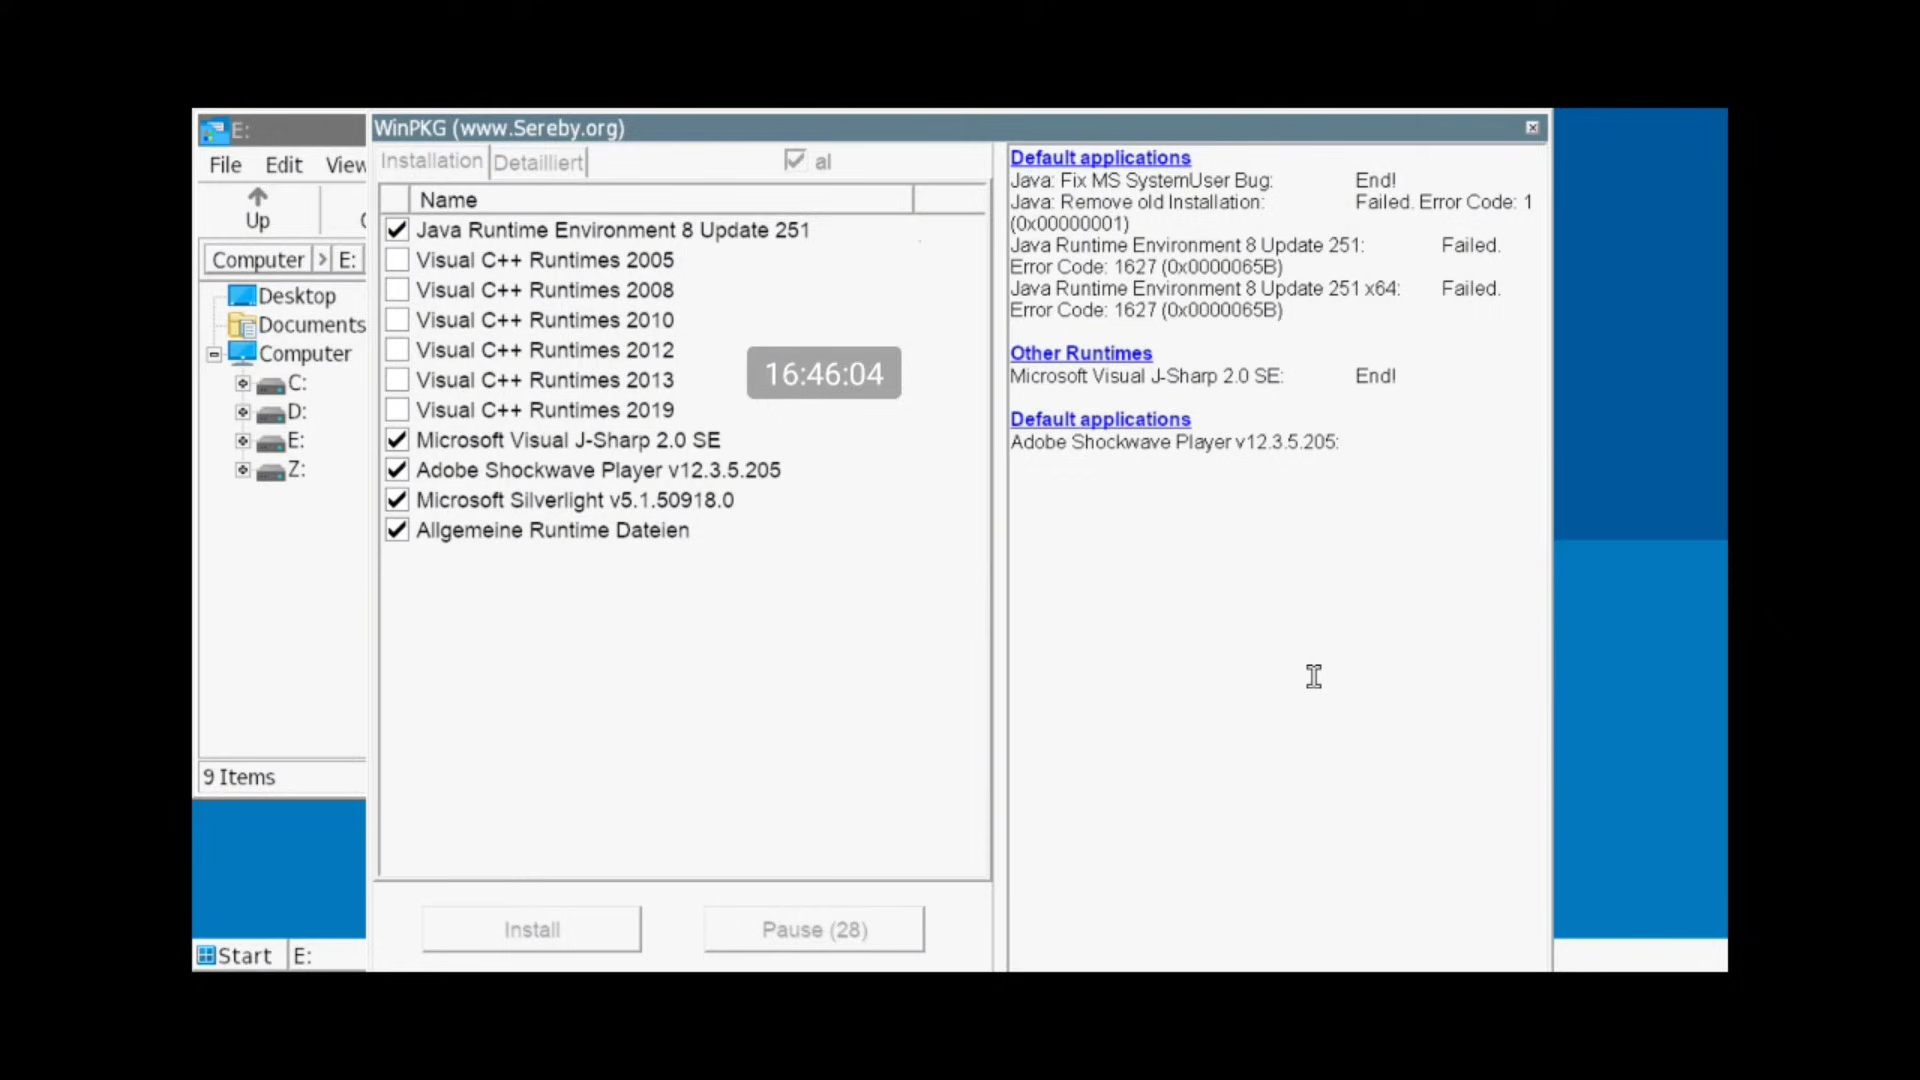 E:
File Edit View
Up
Computer > E:
Desktop
Documents
Computer
C:
D:
E:
Z:
9 Items
Start E:
WinPKG (www.Sereby.org)
Installation Detailliert al
Name
Java Runtime Environment 8 Update 251
Visual C++ Runtimes 2005
Visual C++ Runtimes 2008
Visual C++ Runtimes 2010
Visual C++ Runtimes 2012
Visual C++ Runtimes 2013
Visual C++ Runtimes 2019
Microsoft Visual J-Sharp 2.0 SE
Adobe Shockwave Player v12.3.5.205
Microsoft Silverlight v5.1.50918.0
Allgemeine Runtime Dateien
16:46:04
Install Pause (28)
Default applications
Java: Fix MS SystemUser Bug: End!
Java: Remove old Installation: Failed. Error Code: 1
(0x00000001)
Java Runtime Environment 8 Update 251: Failed.
Error Code: 1627 (0x0000065B)
Java Runtime Environment 8 Update 251 x64: Failed.
Error Code: 1627 (0x0000065B)
Other Runtimes
Microsoft Visual J-Sharp 2.0 SE: End!
Default applications
Adobe Shockwave Player v12.3.5.205: